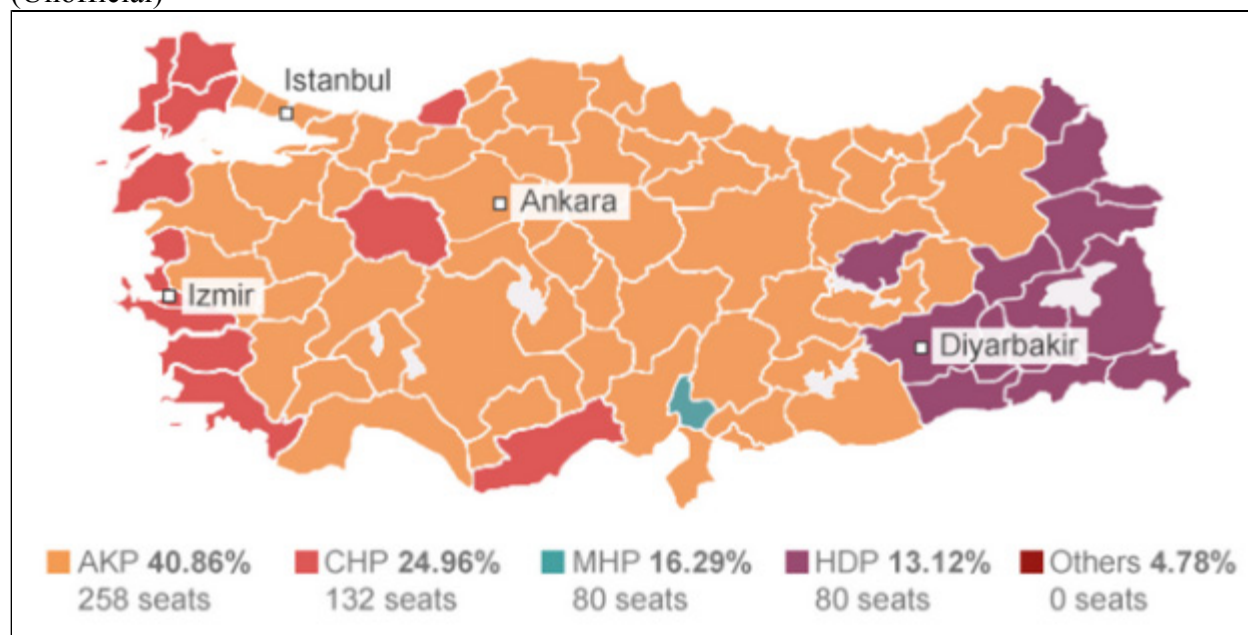 (Unofficial)
Istanbul
Ankara
Izmir
Diyarbakir
AKP 40.86% CHP 24.96% MHP 16.29% HDP 13.12% Others 4.78%
258 seats 132 seats 80 seats 80 seats 0 seats